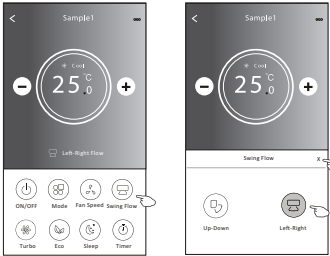 Sample1
Cool
25.0°C
Left-Right Flow
ON/OFF Mode Fan Speed Swing Flow
Turbo Eco Sleep Timer
Sample1
Cool
25.0°C
Swing Flow X
Up-Down Left-Right